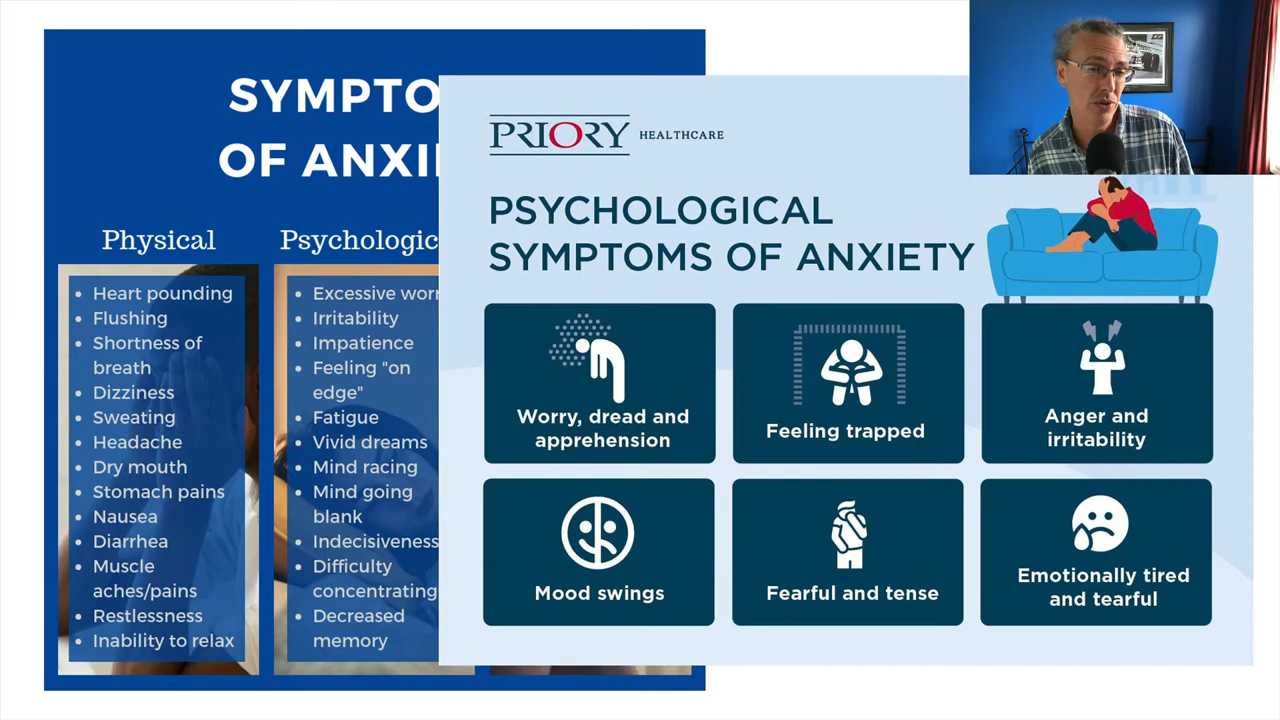 SYMPTO
OF ANXI
Physical
Heart pounding
Flushing
Shortness of
breath
Dizziness
Sweating
Headache
Dry mouth
Stomach pains
Nausea
Diarrhea
Muscle
aches/pains
Restlessness
Inability to relax
Psychologic
Excessive wor
Irritability
Impatience
Feeling "on
edge"
Fatigue
Vivid dreams
Mind racing
Mind going
blank
Indecisiveness
Difficulty
concentrating
Decreased
memory
PRIORY HEALTHCARE
PSYCHOLOGICAL
SYMPTOMS OF ANXIETY
Worry, dread and
apprehension
Feeling trapped
Anger and
irritability
Mood swings
Fearful and tense
Emotionally tired
and tearful